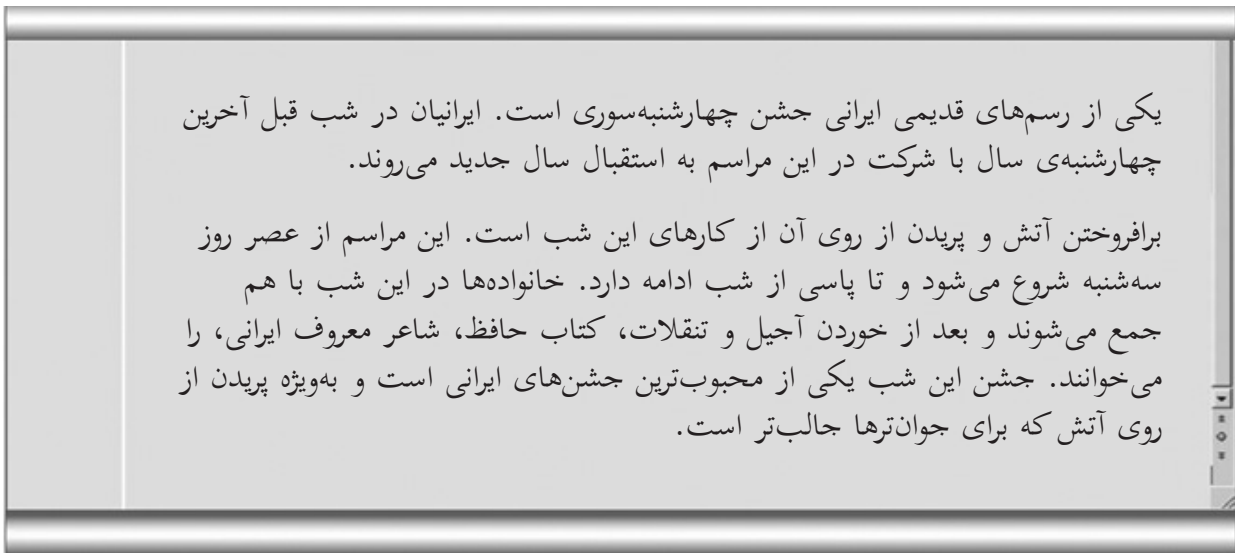 یکی از رسم‌های قدیمی ایرانی جشن چهارشنبه‌سوری است. ایرانیان در شب قبل آخرین
چهارشنبه‌ی سال با شرکت در این مراسم به استقبال سال جدید می‌روند.
برافروختن آتش و پریدن از روی آن از کارهای این شب است. این مراسم از عصر روز
سه‌شنبه شروع می‌شود و تا پاسی از شب ادامه دارد. خانواده‌ها در این شب با هم
جمع می‌شوند و بعد از خوردن آجیل و تنقلات، کتاب حافظ، شاعر معروف ایرانی، را
می‌خوانند. جشن این شب یکی از محبوب‌ترین جشن‌های ایرانی است و به‌ویژه پریدن از
روی آتش که برای جوان‌ترها جالب‌تر است.